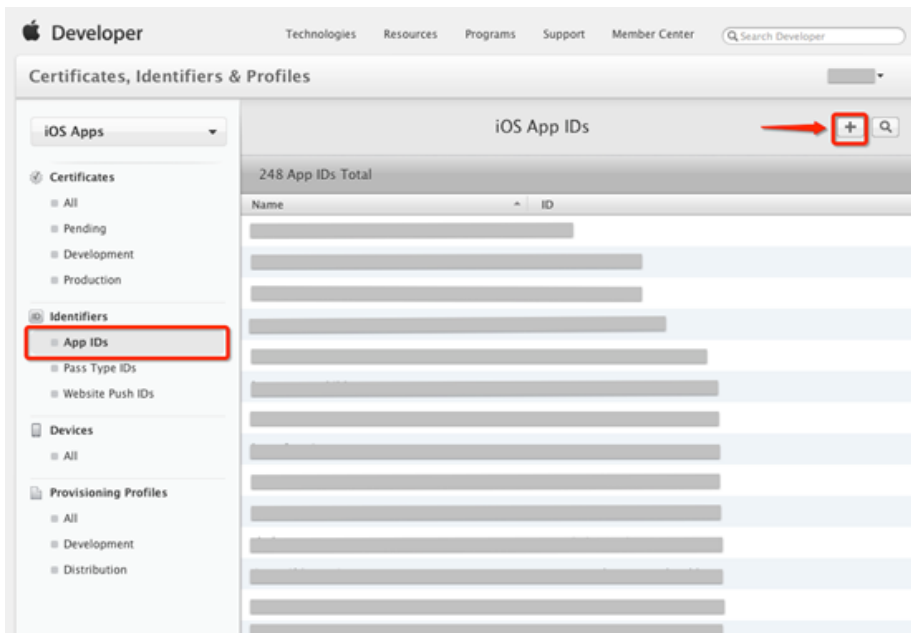 Developer
Technologies Resources Programs Support Member Center Search Developer
Certificates, Identifiers & Profiles
iOS Apps
iOS App IDs
Certificates
All
Pending
Development
Production
Identifiers
App IDs
Pass Type IDs
Website Push IDs
Devices
All
Provisioning Profiles
All
Development
Distribution
248 App IDs Total
Name ID